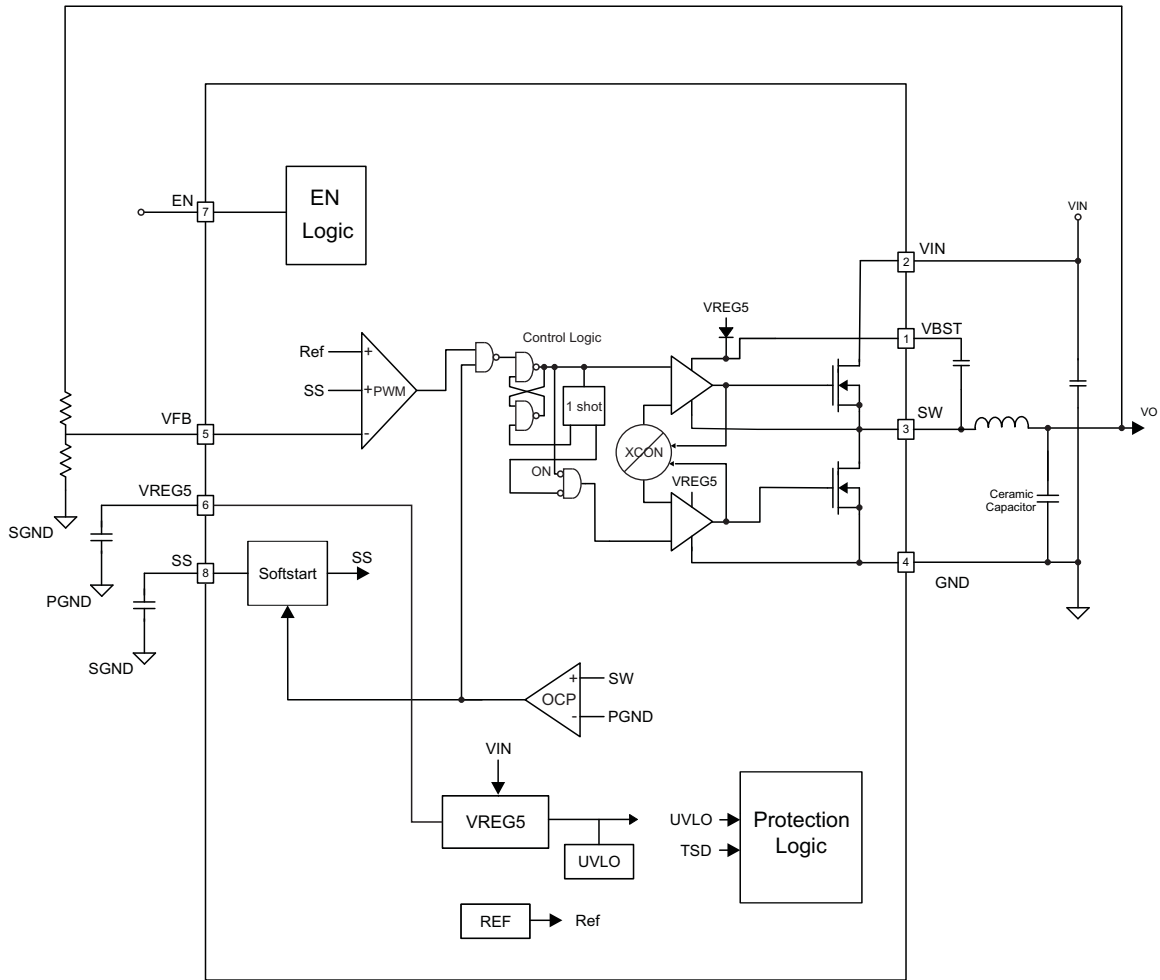 EN
7
EN
Logic
VIN
VIN
2
VREG5
VBST
1
Control Logic
Ref
+
SS
+
PWM
-
1 shot
VFB
5
SW
3
VO
XCON
ON
VREG5
VREG5
6
Ceramic
Capacitor
SGND
SS
8
Softstart
SS
4
GND
PGND
SGND
+
SW
OCP
-
PGND
VIN
VREG5
UVLO
UVLO
TSD
Protection
Logic
REF
Ref